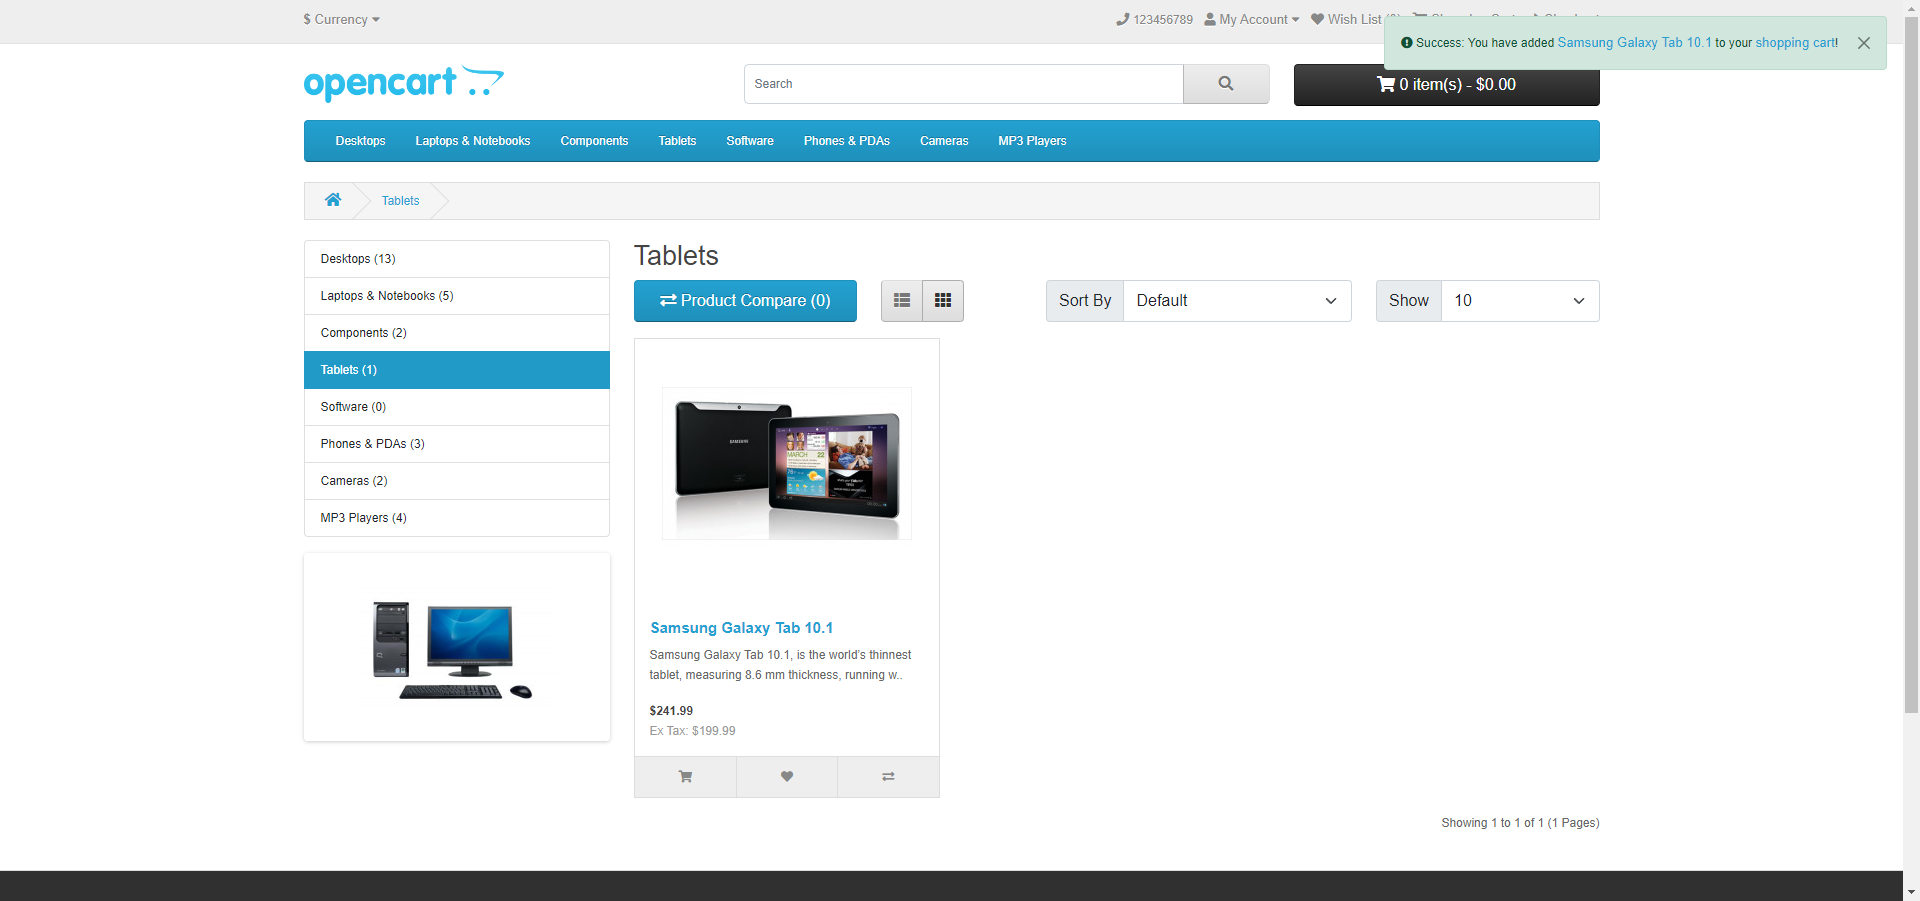 $ Currency
123456789
My Account
Wish List
Success: You have added Samsung Galaxy Tab 10.1 to your shopping cart!
opencart
Search
0 item(s) - $0.00
Desktops
Laptops & Notebooks
Components
Tablets
Software
Phones & PDAs
Cameras
MP3 Players
Tablets
Desktops (13)
Laptops & Notebooks (5)
Components (2)
Tablets (1)
Software (0)
Phones & PDAs (3)
Cameras (2)
MP3 Players (4)
Tablets
Product Compare (0)
Sort By
Default
Show
10
SAMSUNG
MARCH 22
Samsung Galaxy Tab 10.1
Samsung Galaxy Tab 10.1, is the world's thinnest
tablet, measuring 8.6 mm thickness, running w..
$241.99
Ex Tax: $199.99
Showing 1 to 1 of 1 (1 Pages)